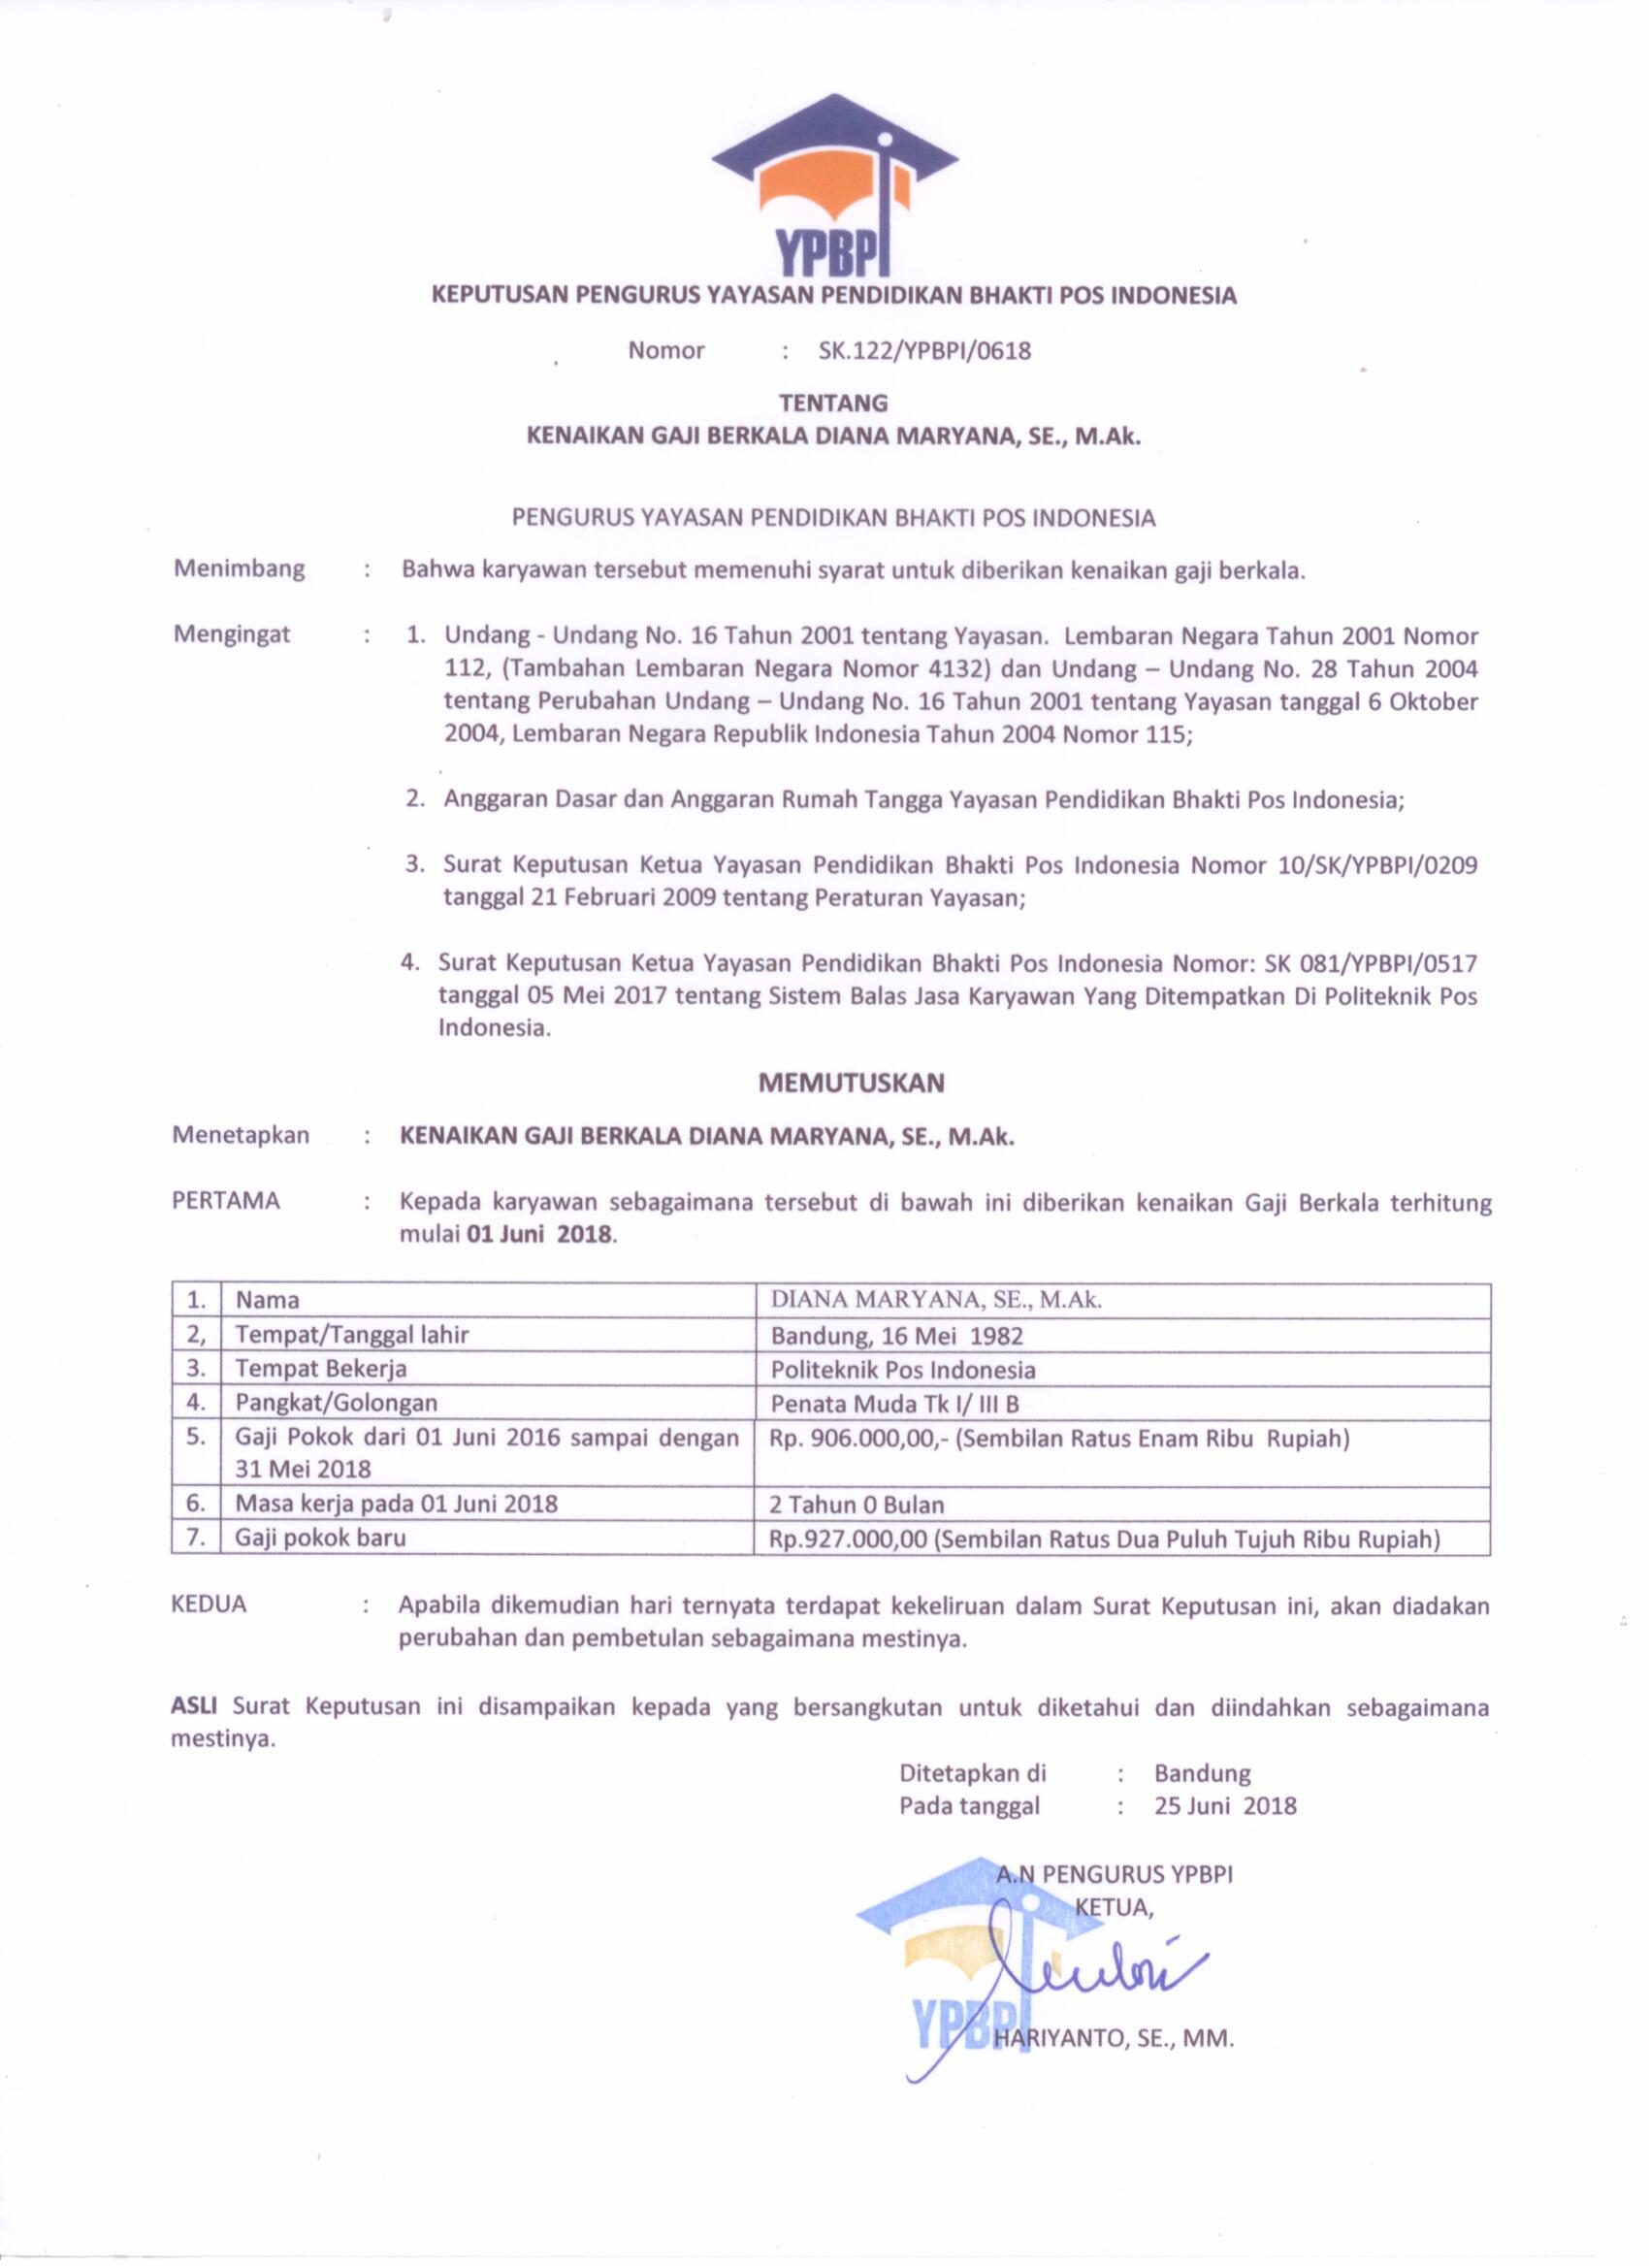 YPBPI
KEPUTUSAN PENGURUS YAYASAN PENDIDIKAN BHAKTI POS INDONESIA
Nomor : SK.122/YPBPI/0618
TENTANG
KENAIKAN GAJI BERKALA DIANA MARYANA, SE., M.Ak.
PENGURUS YAYASAN PENDIDIKAN BHAKTI POS INDONESIA
Menimbang : Bahwa karyawan tersebut memenuhi syarat untuk diberikan kenaikan gaji berkala.
Mengingat : 1. Undang - Undang No. 16 Tahun 2001 tentang Yayasan. Lembaran Negara Tahun 2001 Nomor
112, (Tambahan Lembaran Negara Nomor 4132) dan Undang – Undang No. 28 Tahun 2004
tentang Perubahan Undang – Undang No. 16 Tahun 2001 tentang Yayasan tanggal 6 Oktober
2004, Lembaran Negara Republik Indonesia Tahun 2004 Nomor 115;
2. Anggaran Dasar dan Anggaran Rumah Tangga Yayasan Pendidikan Bhakti Pos Indonesia;
3. Surat Keputusan Ketua Yayasan Pendidikan Bhakti Pos Indonesia Nomor 10/SK/YPBPI/0209
tanggal 21 Februari 2009 tentang Peraturan Yayasan;
4. Surat Keputusan Ketua Yayasan Pendidikan Bhakti Pos Indonesia Nomor: SK 081/YPBPI/0517
tanggal 05 Mei 2017 tentang Sistem Balas Jasa Karyawan Yang Ditempatkan Di Politeknik Pos
Indonesia.
MEMUTUSKAN
Menetapkan : KENAIKAN GAJI BERKALA DIANA MARYANA, SE., M.Ak.
PERTAMA : Kepada karyawan sebagaimana tersebut di bawah ini diberikan kenaikan Gaji Berkala terhitung
mulai 01 Juni 2018.
1. Nama DIANA MARYANA, SE., M.Ak.
2, Tempat/Tanggal lahir Bandung, 16 Mei 1982
3. Tempat Bekerja Politeknik Pos Indonesia
4. Pangkat/Golongan Penata Muda Tk I/ III B
5. Gaji Pokok dari 01 Juni 2016 sampai dengan Rp. 906.000,00,- (Sembilan Ratus Enam Ribu Rupiah)
31 Mei 2018
6. Masa kerja pada 01 Juni 2018 2 Tahun 0 Bulan
7. Gaji pokok baru Rp.927.000,00 (Sembilan Ratus Dua Puluh Tujuh Ribu Rupiah)
KEDUA : Apabila dikemudian hari ternyata terdapat kekeliruan dalam Surat Keputusan ini, akan diadakan
perubahan dan pembetulan sebagaimana mestinya.
ASLI Surat Keputusan ini disampaikan kepada yang bersangkutan untuk diketahui dan diindahkan sebagaimana
mestinya.
Ditetapkan di : Bandung
Pada tanggal : 25 Juni 2018
A.N PENGURUS YPBPI
KETUA,
YPBPI
HARIYANTO, SE., MM.